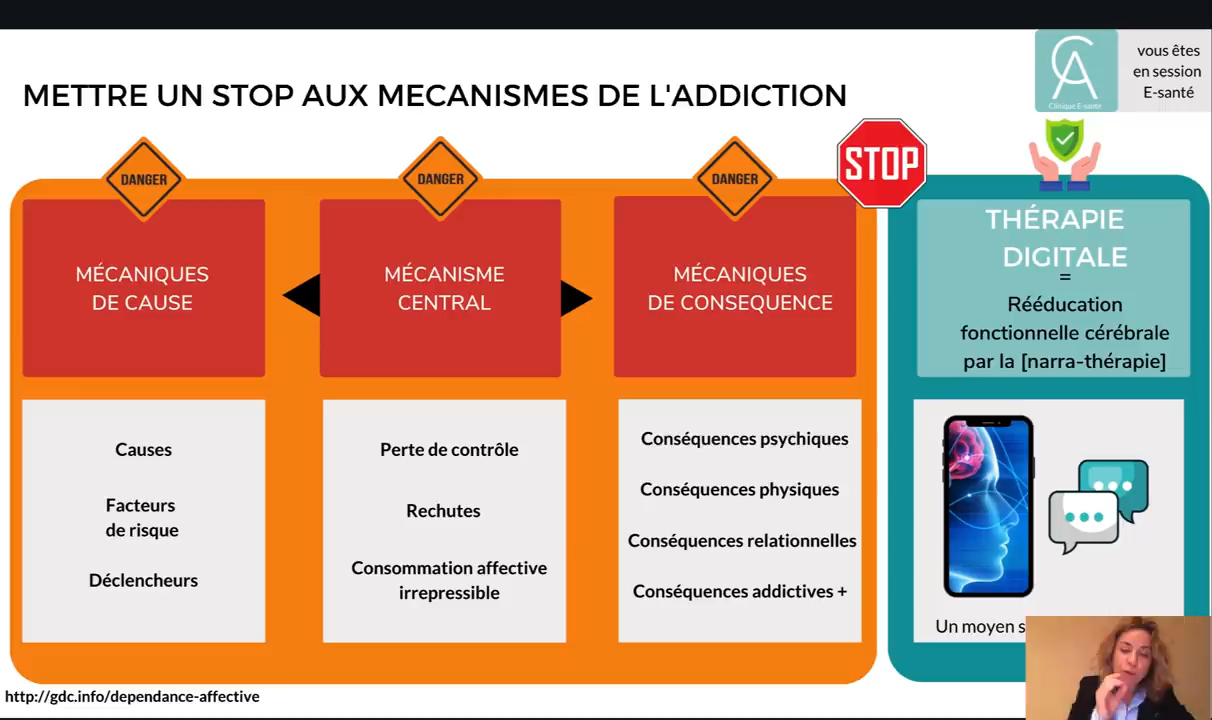 vous êtes
en session
E-santé
CA
Clinique E-santé
METTRE UN STOP AUX MECANISMES DE L'ADDICTION
DANGER
DANGER
DANGER
STOP
MÉCANIQUES
DE CAUSE
MÉCANISME
CENTRAL
MÉCANIQUES
DE CONSEQUENCE
THÉRAPIE
DIGITALE
=
Rééducation
fonctionnelle cérébrale
par la [narra-thérapie]
Causes
Facteurs
de risque
Déclencheurs
Perte de contrôle
Rechutes
Consommation affective
irrepressible
Conséquences psychiques
Conséquences physiques
Conséquences relationnelles
Conséquences addictives +
Un moyen
http://gdc.info/dependance-affective